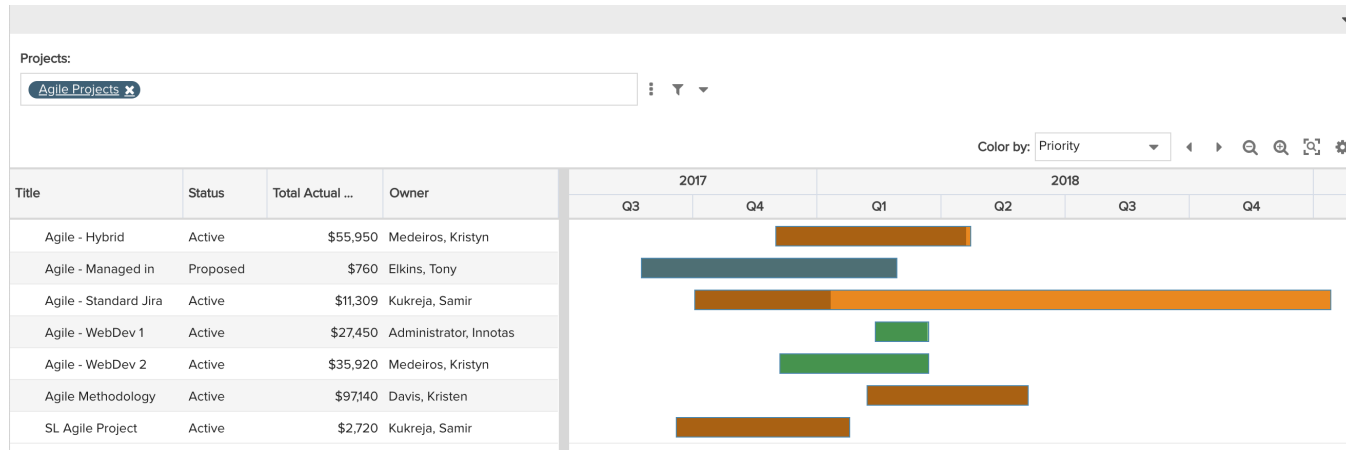 Projects:
Agile Projects
Color by: Priority
Title Status Total Actual ... Owner 2017 2018
Q3 Q4 Q1 Q2 Q3 Q4
Agile - Hybrid Active $55,950 Medeiros, Kristyn
Agile - Managed in Proposed $760 Elkins, Tony
Agile - Standard Jira Active $11,309 Kukreja, Samir
Agile - WebDev 1 Active $27,450 Administrator, Innotas
Agile - WebDev 2 Active $35,920 Medeiros, Kristyn
Agile Methodology Active $97,140 Davis, Kristen
SL Agile Project Active $2,720 Kukreja, Samir